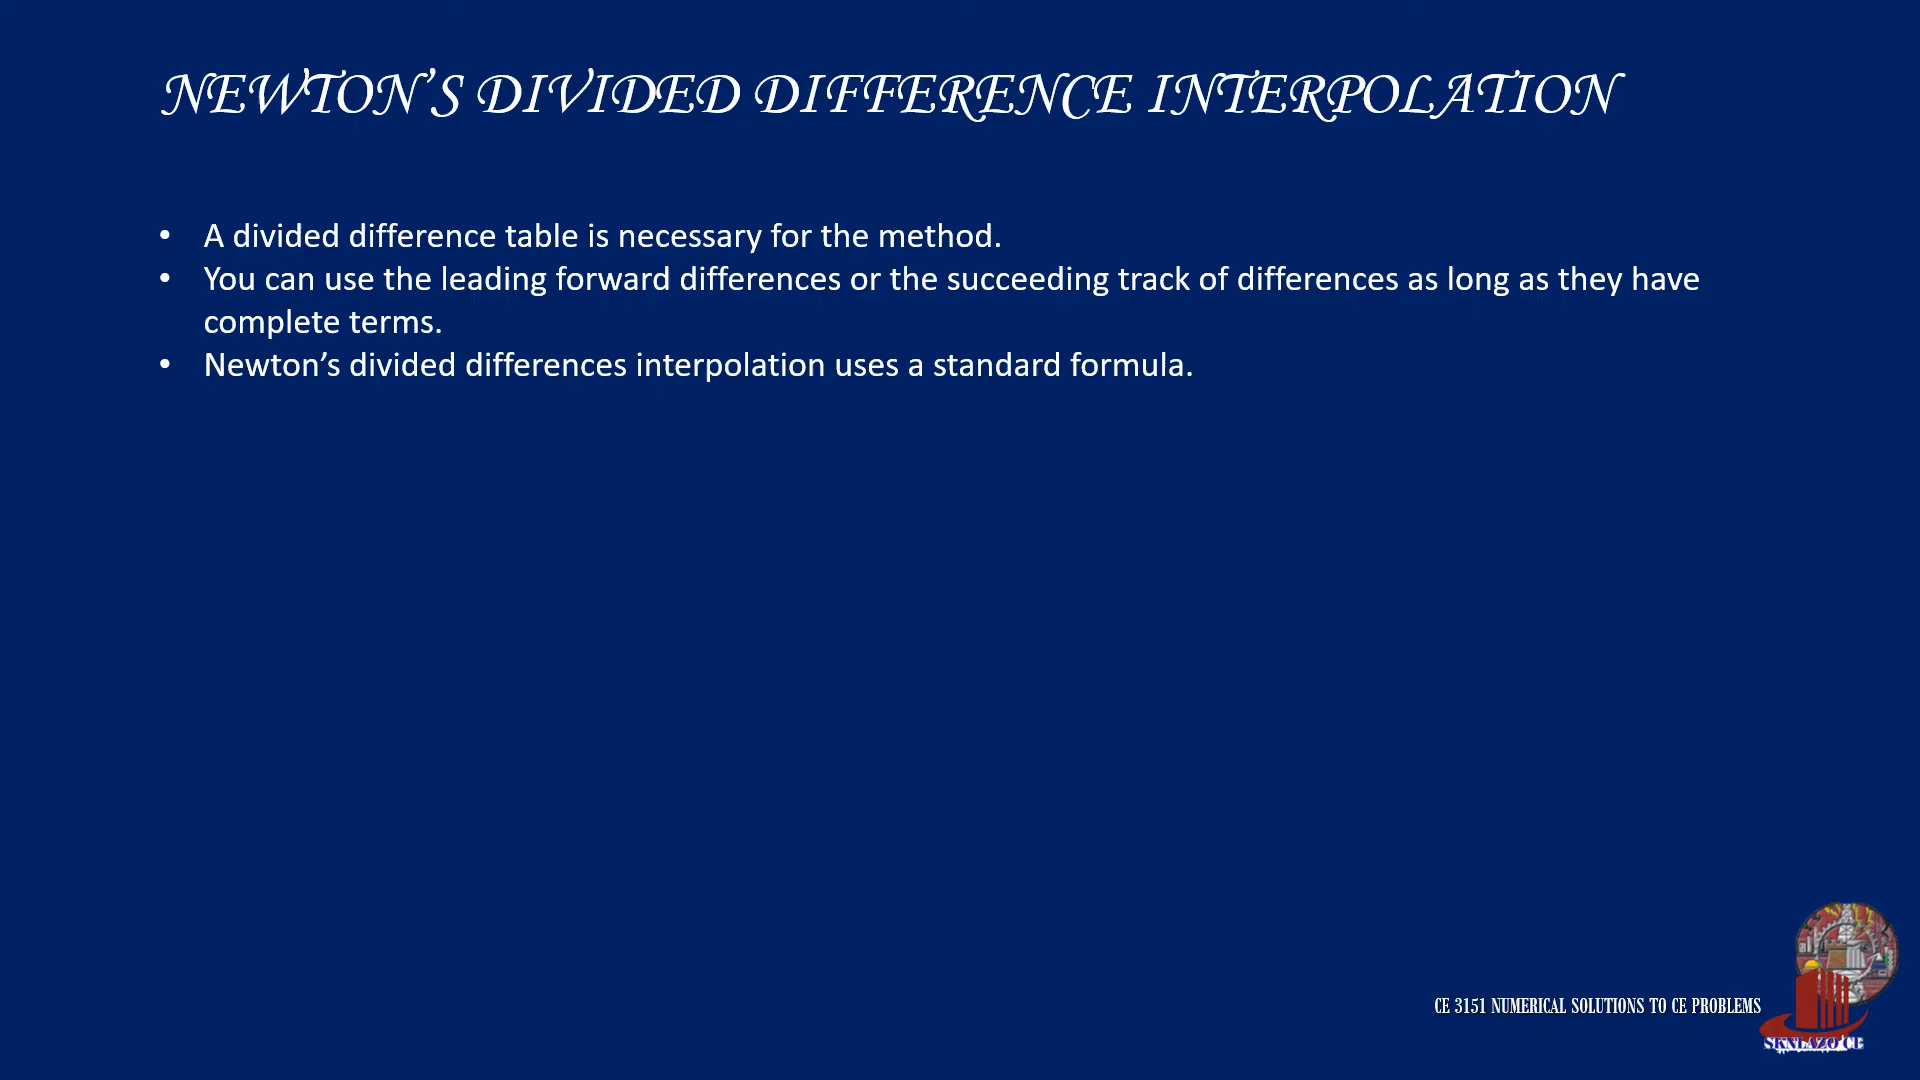 NEWTON’S DIVIDED DIFFERENCE INTERPOLATION
• A divided difference table is necessary for the method.
• You can use the leading forward differences or the succeeding track of differences as long as they have
complete terms.
• Newton’s divided differences interpolation uses a standard formula.
CE 3151 NUMERICAL SOLUTIONS TO CE PROBLEMS
SKNLAZO CE